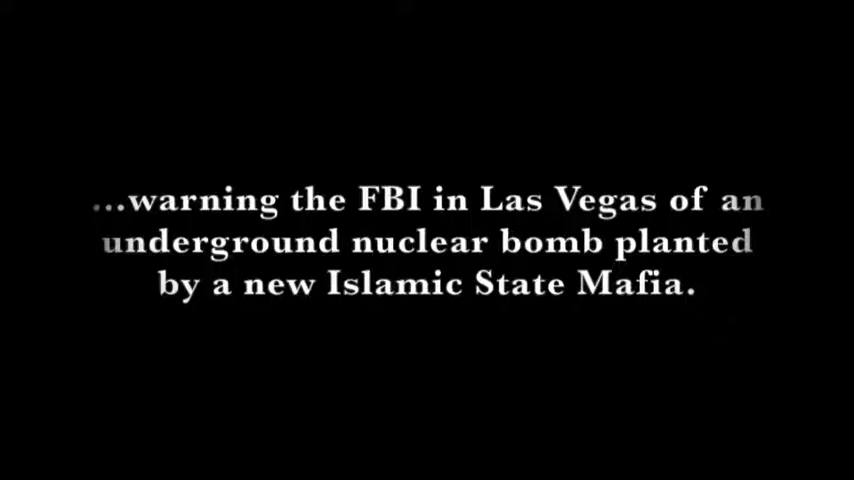 ...warning the FBI in Las Vegas of an
underground nuclear bomb planted
by a new Islamic State Mafia.